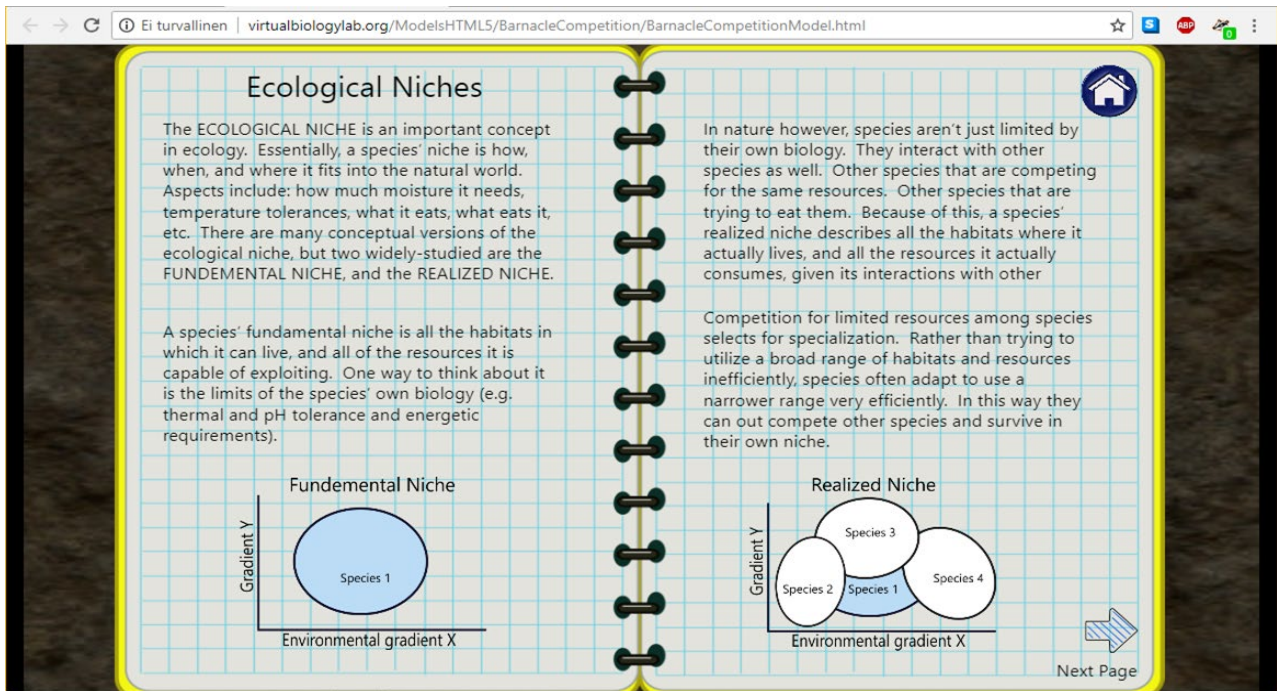 Ei turvallinen | virtualbiologylab.org/ModelsHTML5/BarnacleCompetition/BarnacleCompetitionModel.html
S
ABP
0
Ecological Niches
The ECOLOGICAL NICHE is an important concept
in ecology. Essentially, a species' niche is how,
when, and where it fits into the natural world.
Aspects include: how much moisture it needs,
temperature tolerances, what it eats, what eats it,
etc. There are many conceptual versions of the
ecological niche, but two widely-studied are the
FUNDEMENTAL NICHE, and the REALIZED NICHE.
A species' fundamental niche is all the habitats in
which it can live, and all of the resources it is
capable of exploiting. One way to think about it
is the limits of the species' own biology (e.g.
thermal and pH tolerance and energetic
requirements).
Fundemental Niche
Gradient Y
Species 1
Environmental gradient X
In nature however, species aren't just limited by
their own biology. They interact with other
species as well. Other species that are competing
for the same resources. Other species that are
trying to eat them. Because of this, a species'
realized niche describes all the habitats where it
actually lives, and all the resources it actually
consumes, given its interactions with other
Competition for limited resources among species
selects for specialization. Rather than trying to
utilize a broad range of habitats and resources
inefficiently, species often adapt to use a
narrower range very efficiently. In this way they
can out compete other species and survive in
their own niche.
Realized Niche
Gradient Y
Species 3
Species 2
Species 1
Species 4
Environmental gradient X
Next Page